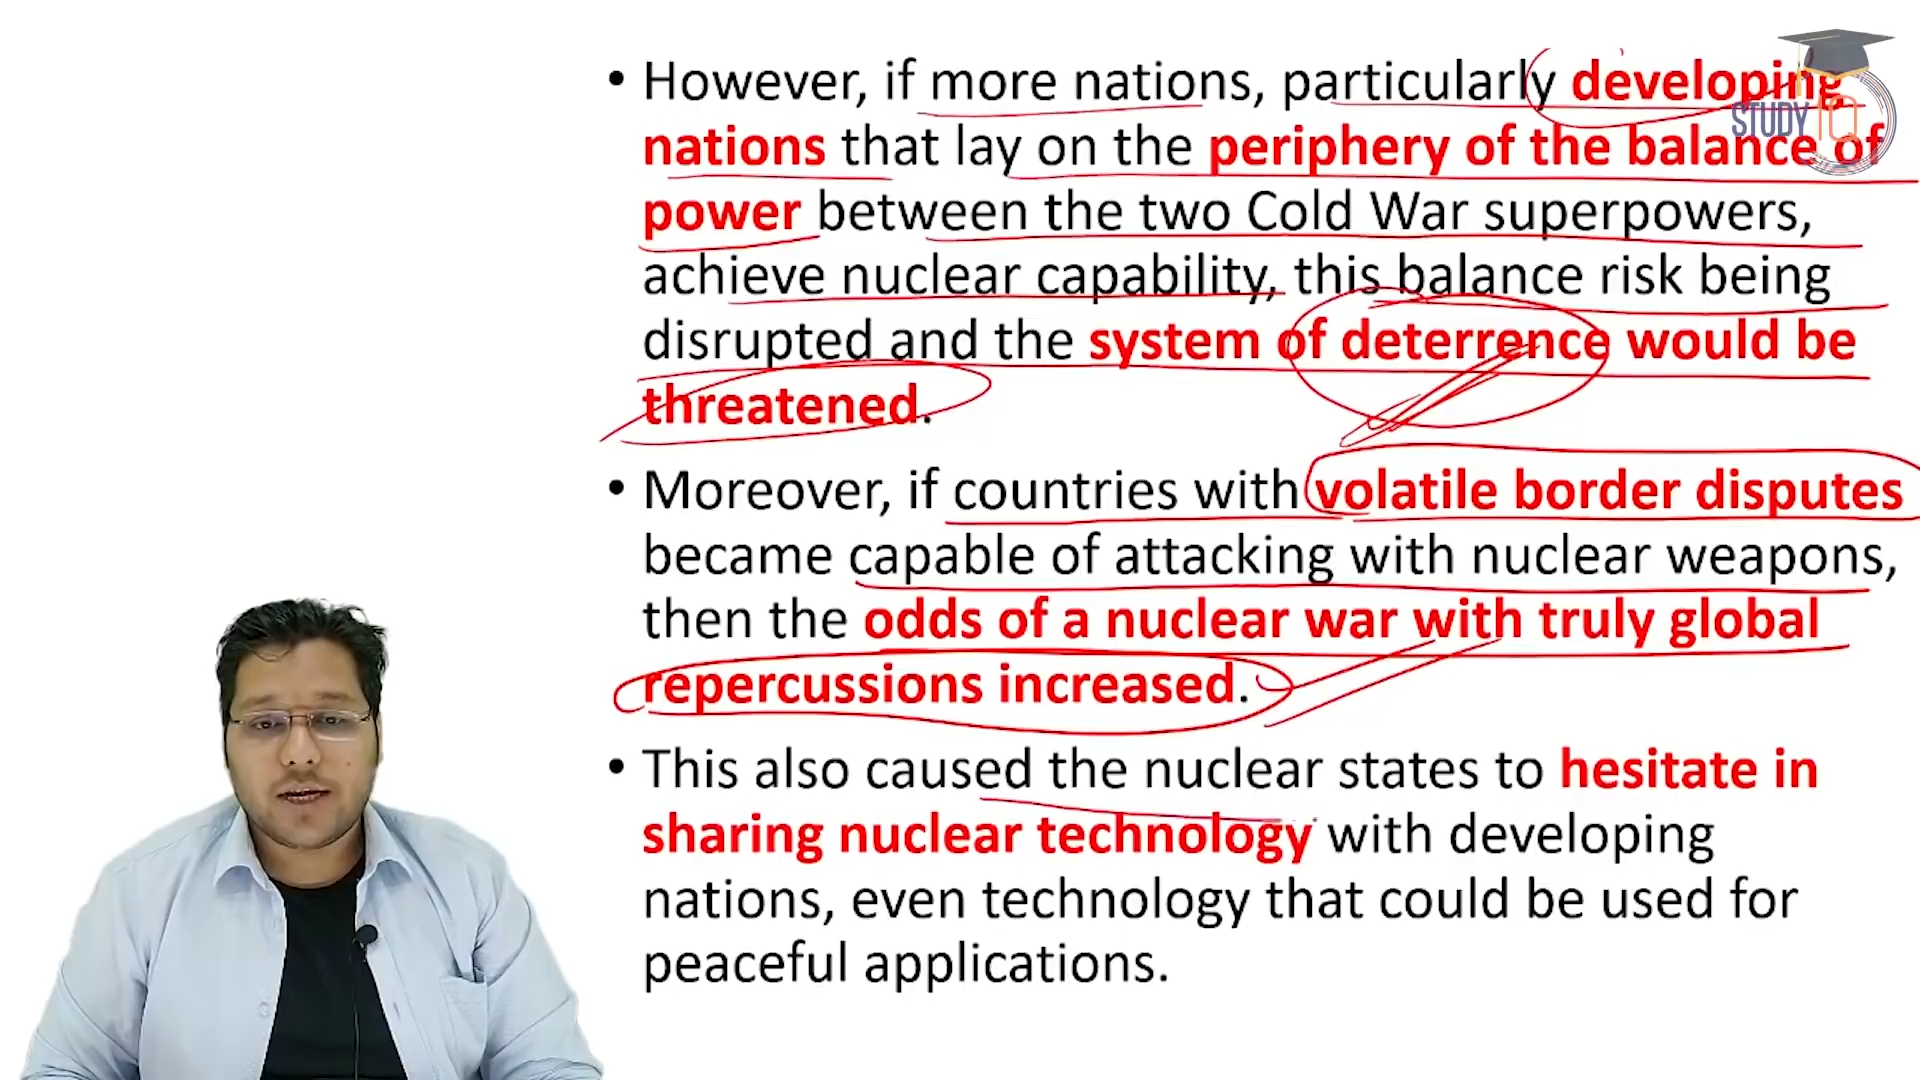 • However, if more nations, particularly developing
nations that lay on the periphery of the balance of
power between the two Cold War superpowers,
achieve nuclear capability, this balance risk being
disrupted and the system of deterrence would be
threatened.
• Moreover, if countries with volatile border disputes
became capable of attacking with nuclear weapons,
then the odds of a nuclear war with truly global
repercussions increased.
• This also caused the nuclear states to hesitate in
sharing nuclear technology with developing
nations, even technology that could be used for
peaceful applications.
STUDY IQ